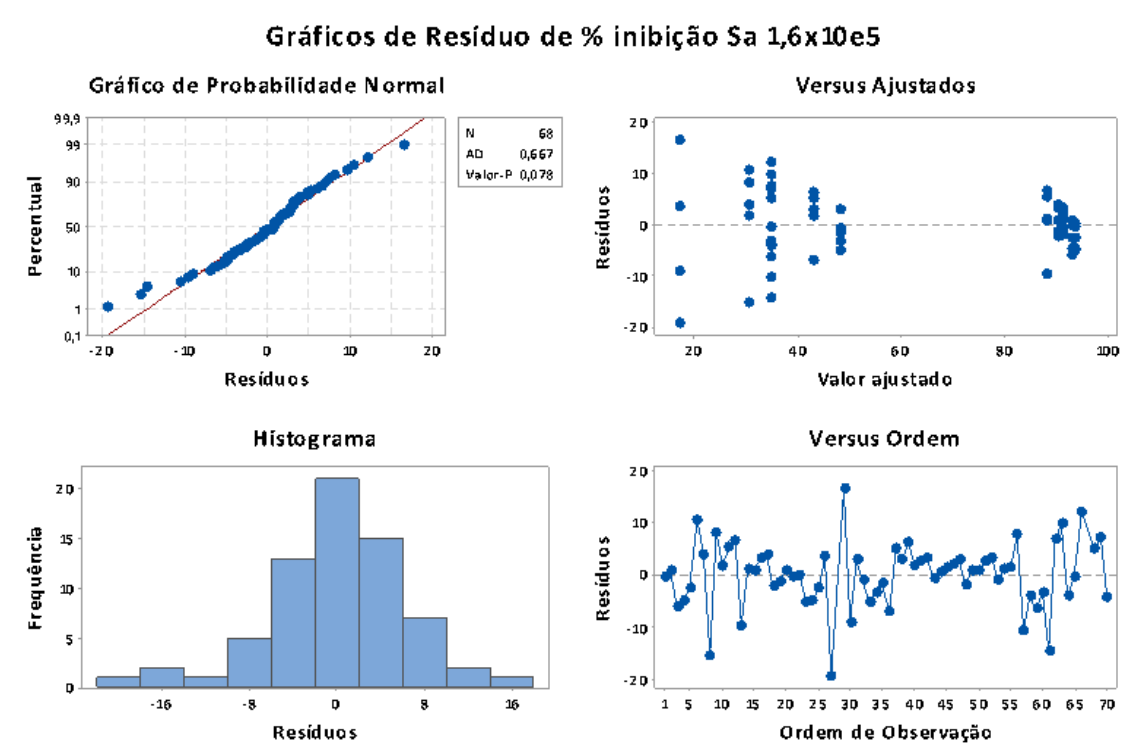 Gráficos de Resíduo de % inibição Sa 1,6x10e5
Gráfico de Probabilidade Normal
99,9
99
90
50
10
1
0,1
-20 -10 0 10 20
Percentual
Resíduos
N 68
AD 0,667
Valor-P 0,078
Versus Ajustados
20
10
0
-10
-20
20 40 60 80 100
Resíduos
Valor ajustado
Histograma
20
15
10
5
0
-16 -8 0 8 16
Frequência
Resíduos
Versus Ordem
20
10
0
-10
-20
1 5 10 15 20 25 30 35 40 45 50 55 60 65 70
Resíduos
Ordem de Observação